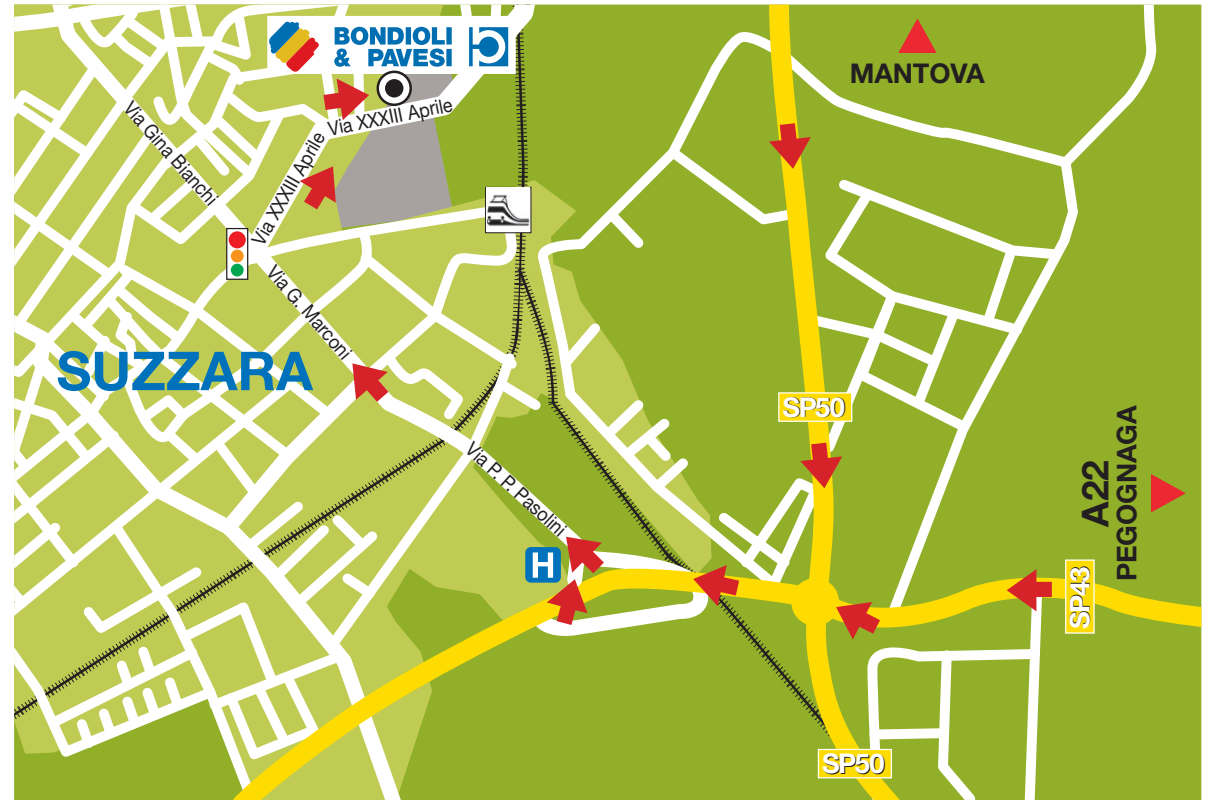 BONDIOLI
& PAVESI
MANTOVA
Via XXXIII Aprile
Via Gina Bianchi
Via XXXIII Aprile
Via G. Marconi
SUZZARA
SP50
A22
PEGOGNAGA
Via P. P. Pasolini
H
SP43
SP50